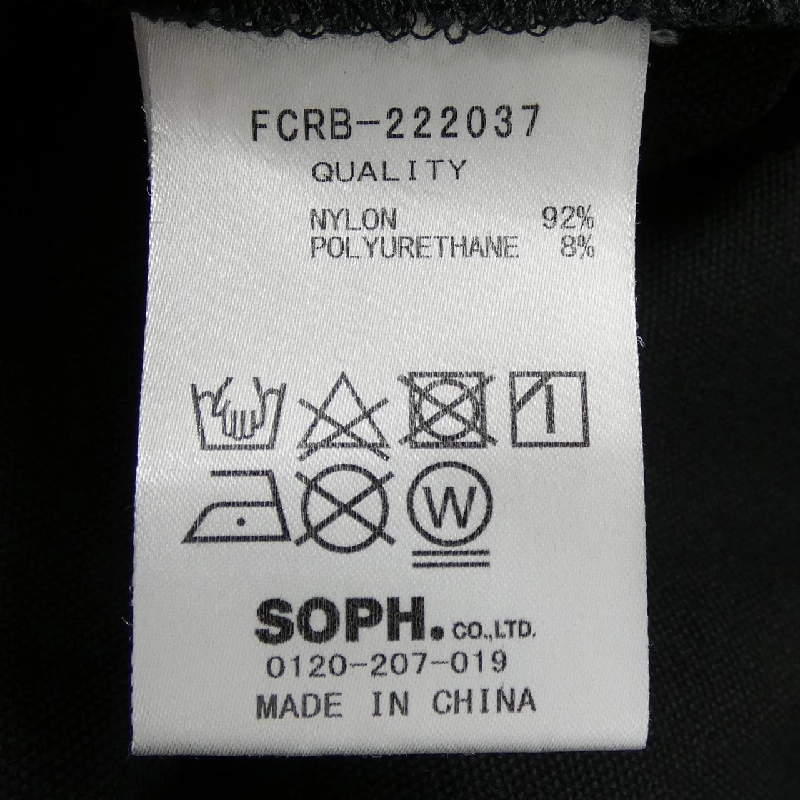 FCRB-222037
QUALITY
NYLON 92%
POLYURETHANE 8%
W
SOPH. CO.,LTD.
0120-207-019
MADE IN CHINA